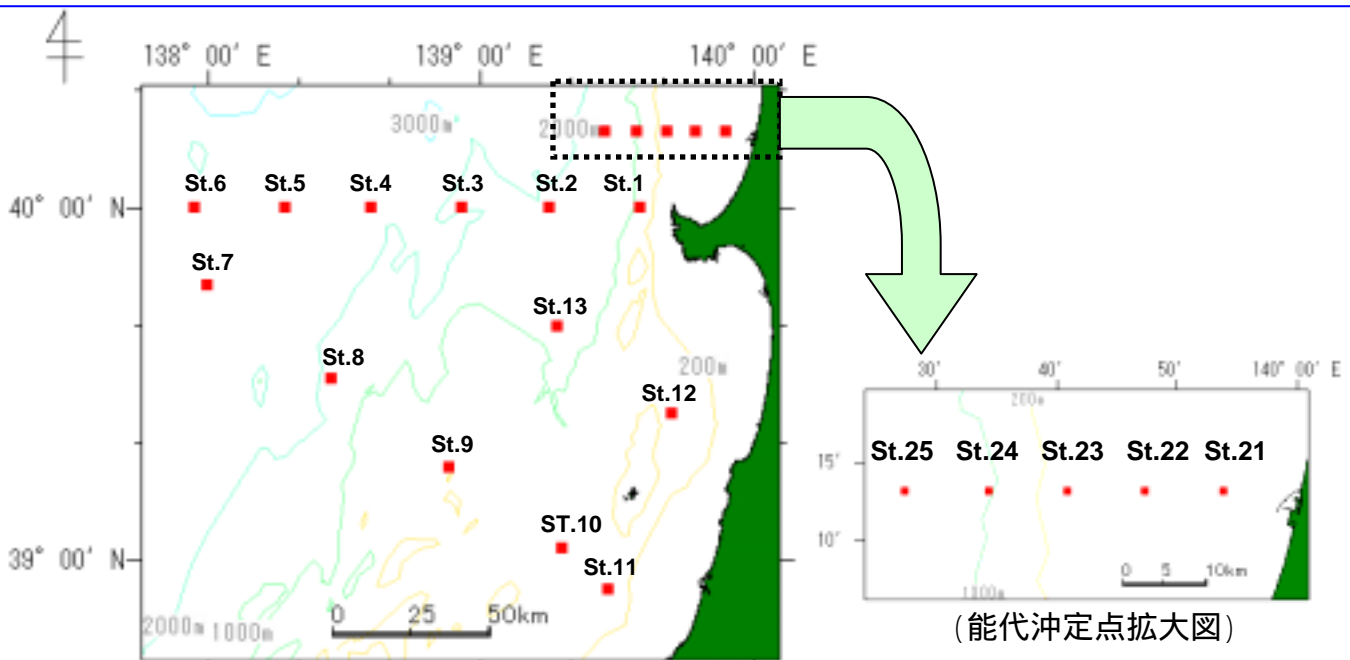 138° 00′ E 139° 00′ E 140° 00′ E
3000m
2000m
St.6 St.5 St.4 St.3 St.2 St.1
40° 00′ N
St.7
St.13
St.8
200m
St.12
St.9
ST.10
39° 00′ N
St.11
0 25 50km
2000m 1000m
30′ 40′ 50′ 140° 00′ E
200m
St.25 St.24 St.23 St.22 St.21
15′
10′
0 5 10km
1000m
(能代沖定点拡大図)